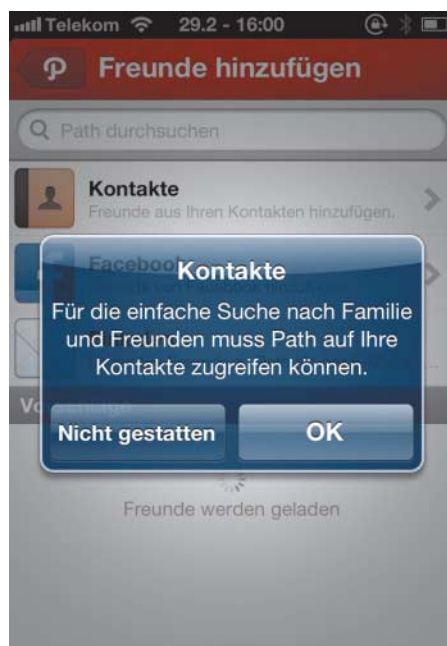 Telekom 29.2 - 16:00
Freunde hinzufügen
Path durchsuchen
Kontakte
Freunde aus Ihren Kontakten hinzufügen.
Facebook
Kontakte
Für die einfache Suche nach Familie
und Freunden muss Path auf Ihre
Kontakte zugreifen können.
Nicht gestatten OK
Freunde werden geladen